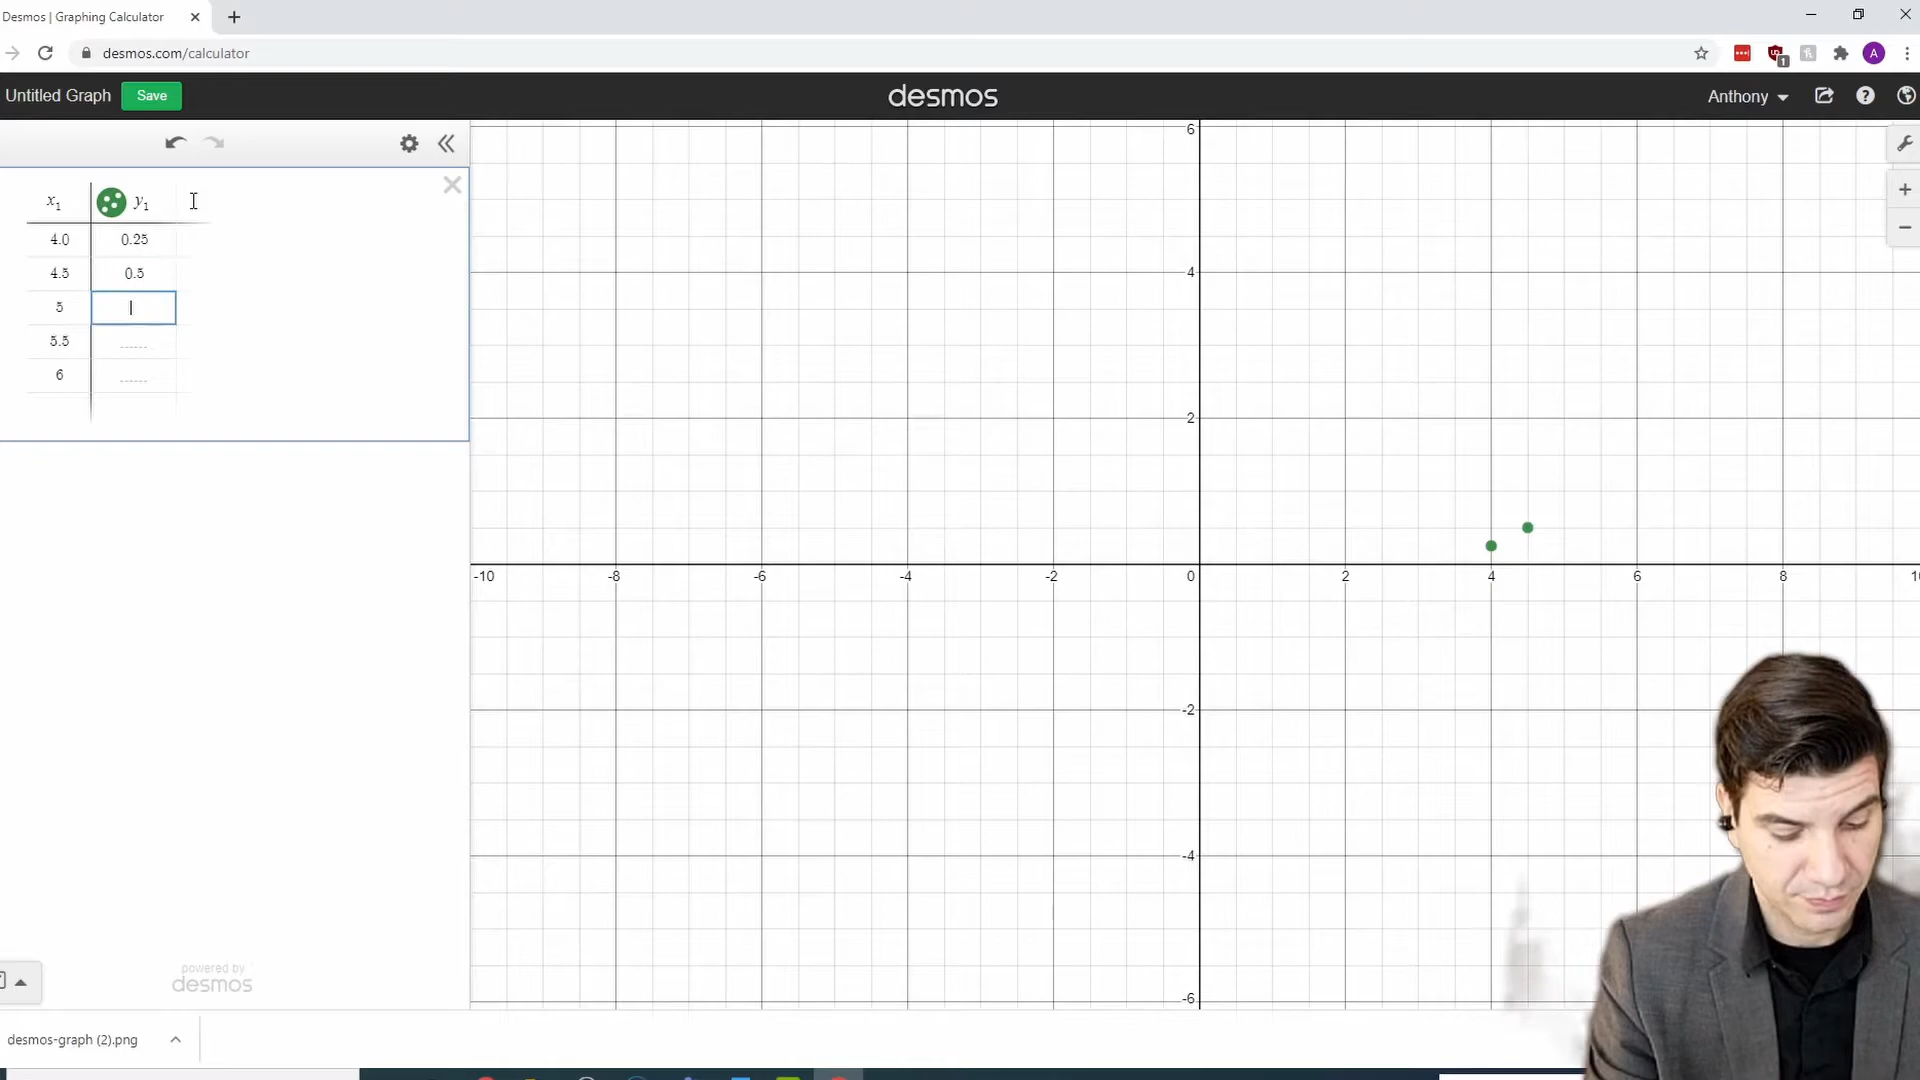 Desmos | Graphing Calculator
desmos.com/calculator
1
A
Untitled Graph
Save
desmos
Anthony
x1 y1
4.0 0.25
4.5 0.5
5
5.5
6
6
4
2
-10 -8 -6 -4 -2 0 2 4 6 8
-2
-4
-6
powered by
desmos
desmos-graph (2).png